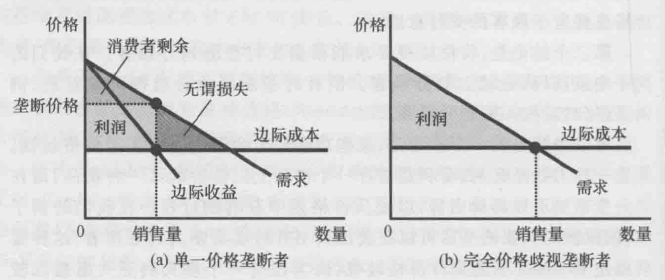 价格
消费者剩余
无谓损失
垄断价格
利润
边际成本
需求
边际收益
0
销售量
数量
(a) 单一价格垄断者
价格
利润
边际成本
需求
0
销售量
数量
(b) 完全价格歧视垄断者